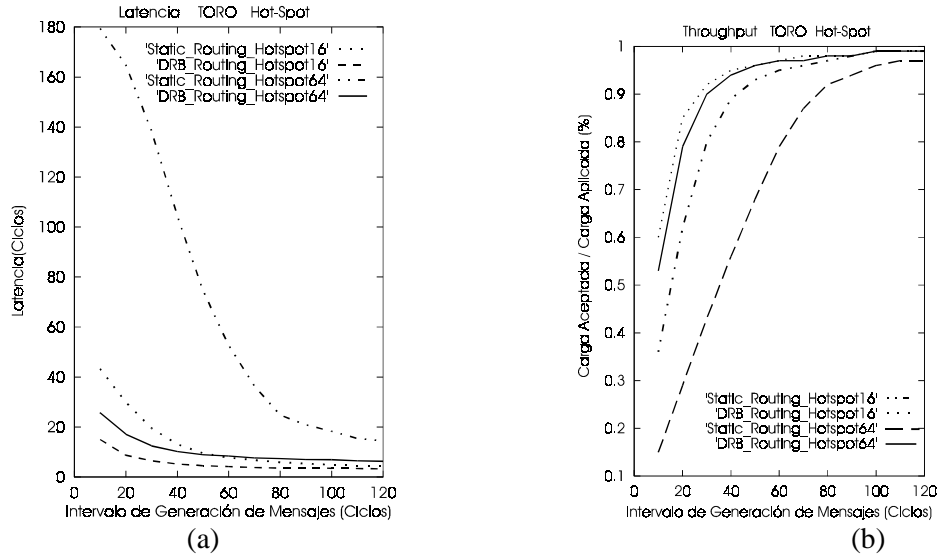 Latencia TORO Hot-Spot
180
160
140
120
100
80
60
40
20
0
Latencia(Ciclos)
'Static_Routing_Hotspot16'
'DRB_Routing_Hotspot16'
'Static_Routing_Hotspot64'
'DRB_Routing_Hotspot64'
0 20 40 60 80 100 120
Intervalo de Generación de Mensajes (Ciclos)
(a)
Throughput TORO Hot-Spot
1
0.9
0.8
0.7
0.6
0.5
0.4
0.3
0.2
0.1
Carga Aceptada / Carga Aplicada (%)
'Static_Routing_Hotspot16'
'DRB_Routing_Hotspot16'
'Static_Routing_Hotspot64'
'DRB_Routing_Hotspot64'
0 20 40 60 80 100 120
Intervalo de Generación de Mensajes (Ciclos)
(b)